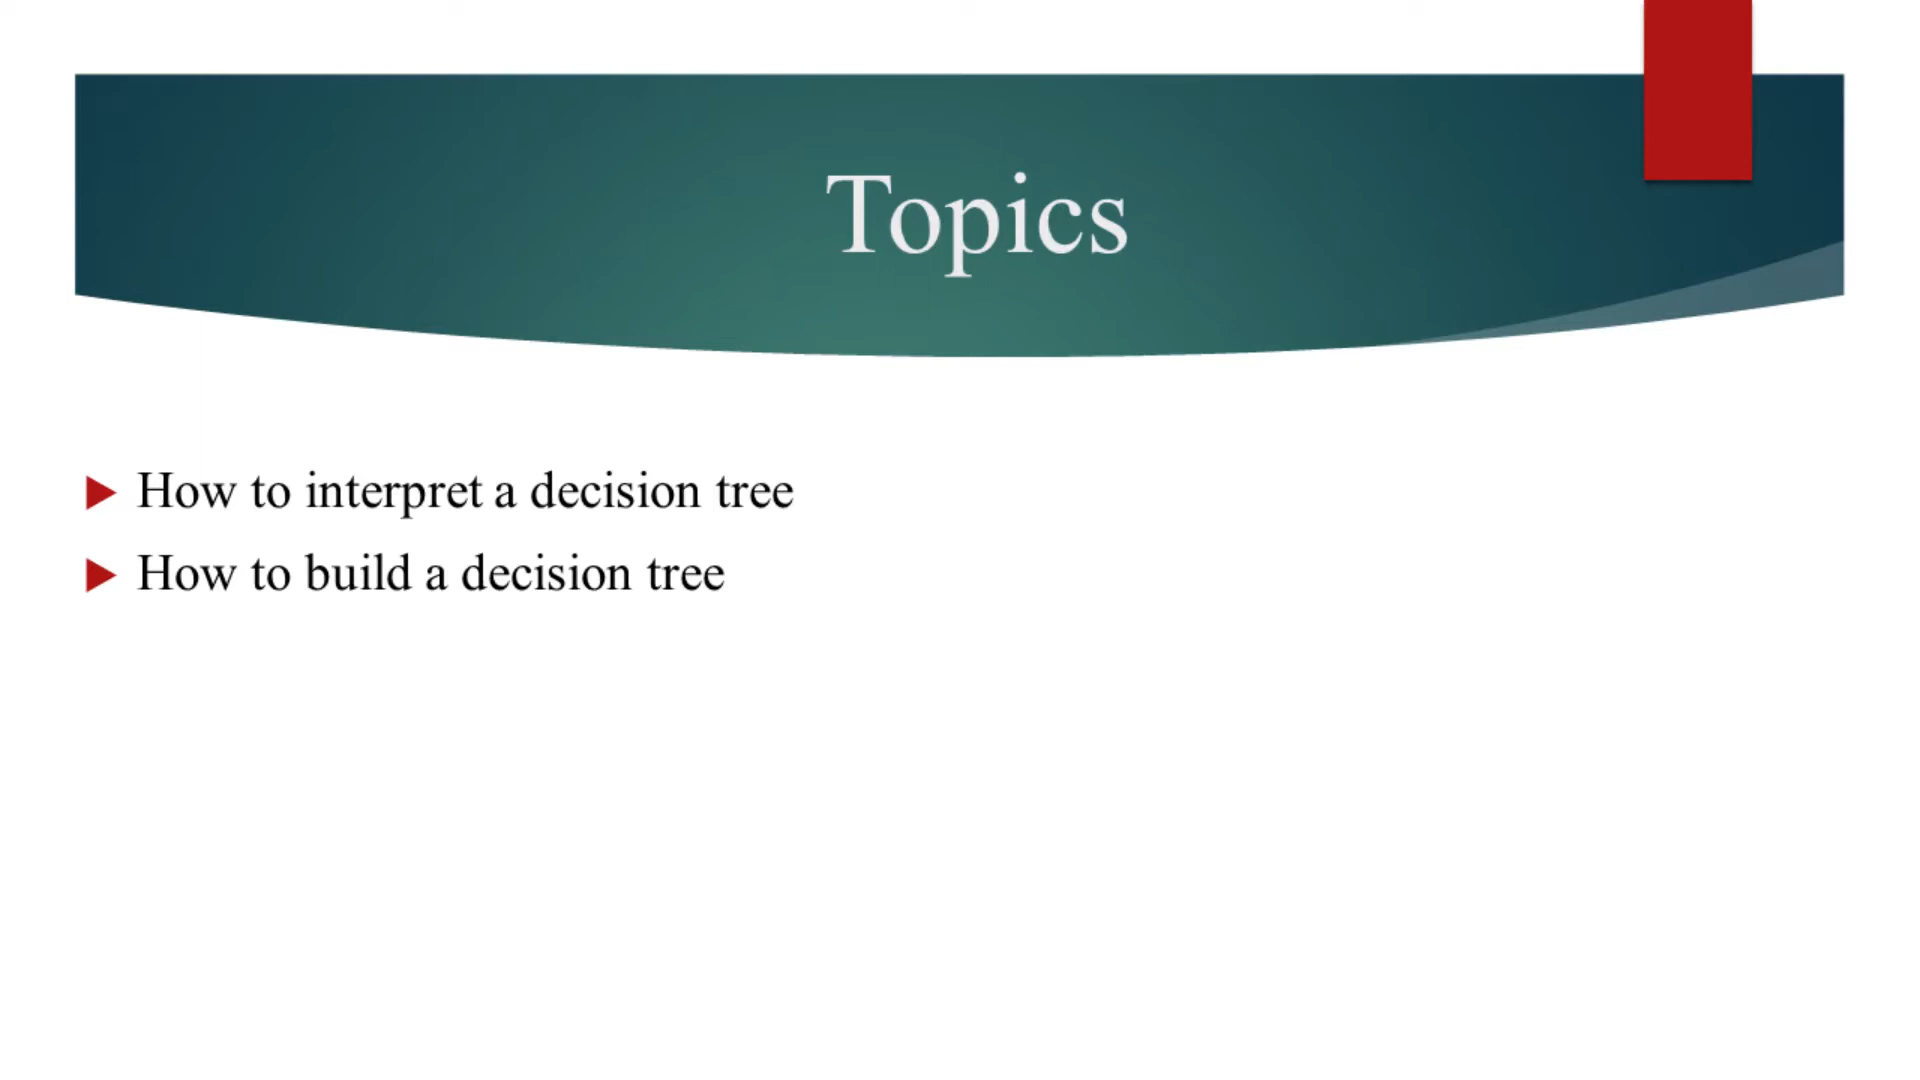 Topics
How to interpret a decision tree
How to build a decision tree